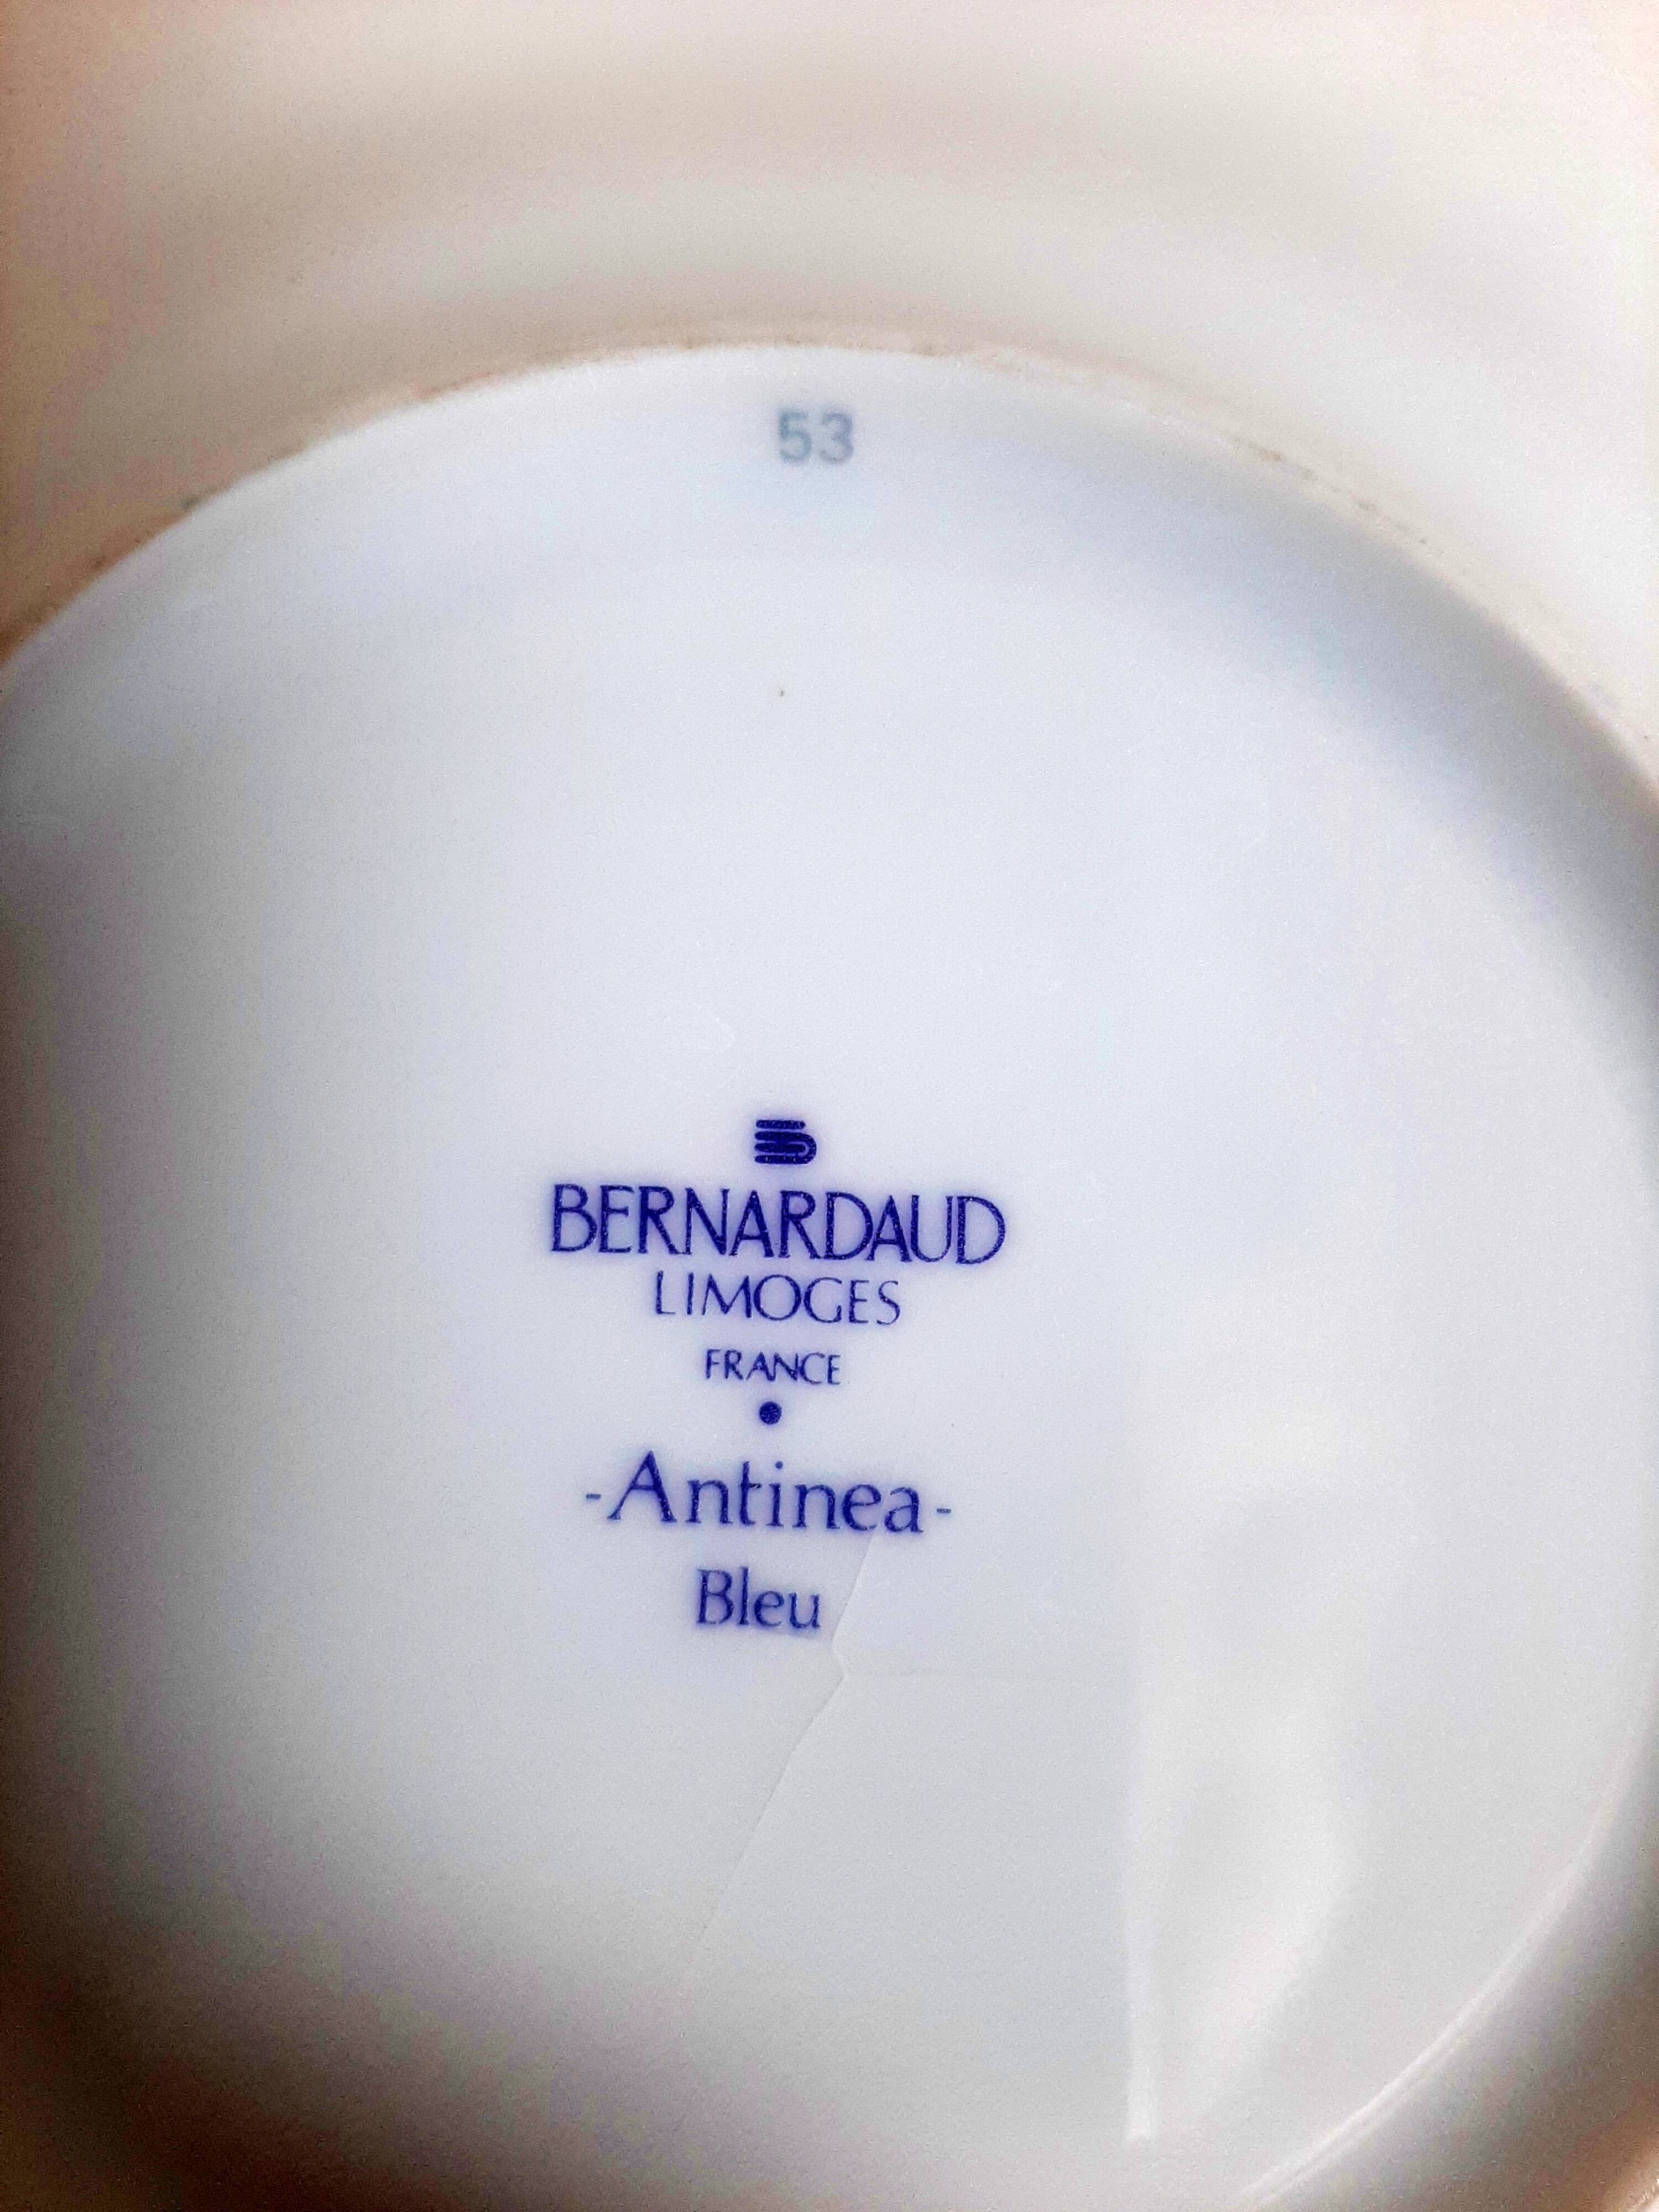 53
BERNARDAUD
LIMOGES
FRANCE
-Antinea-
Bleu